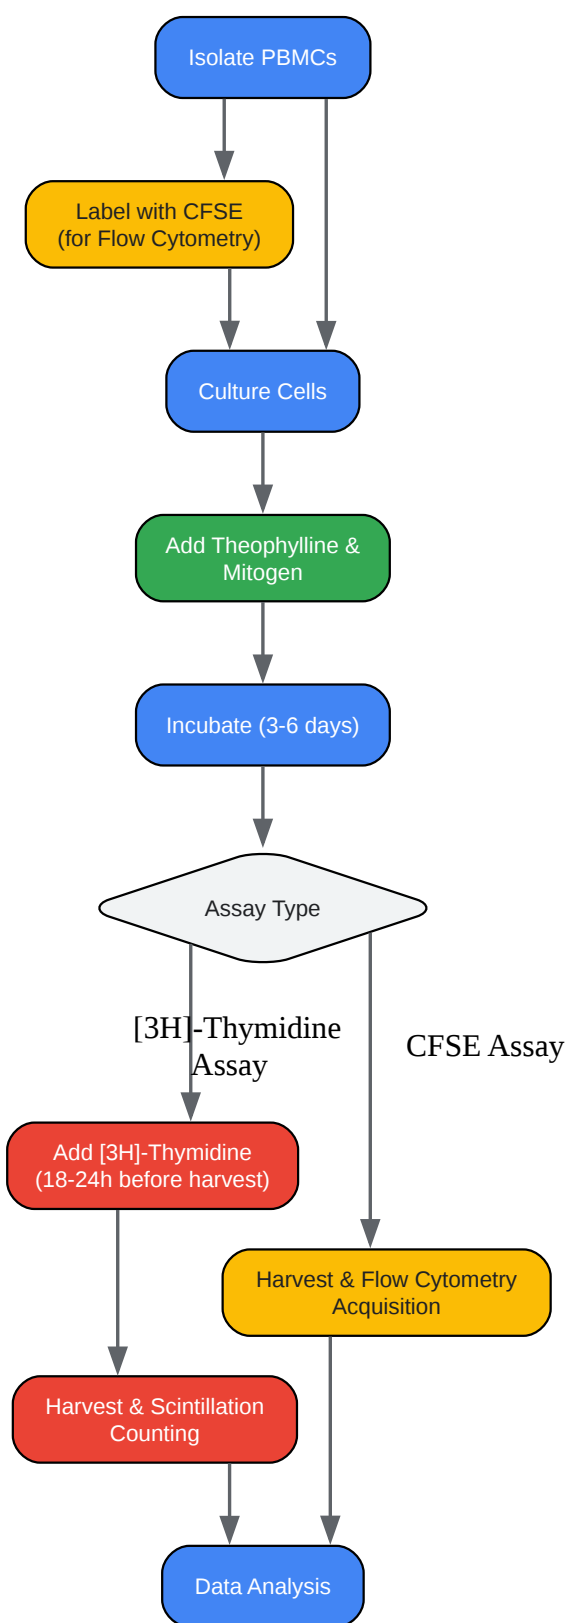 Isolate PBMCs
Label with CFSE
(for Flow Cytometry)
Culture Cells
Add Theophylline &
Mitogen
Incubate (3-6 days)
Assay Type
[3H]-Thymidine
Assay
CFSE Assay
Add [3H]-Thymidine
(18-24h before harvest)
Harvest & Flow Cytometry
Acquisition
Harvest & Scintillation
Counting
Data Analysis